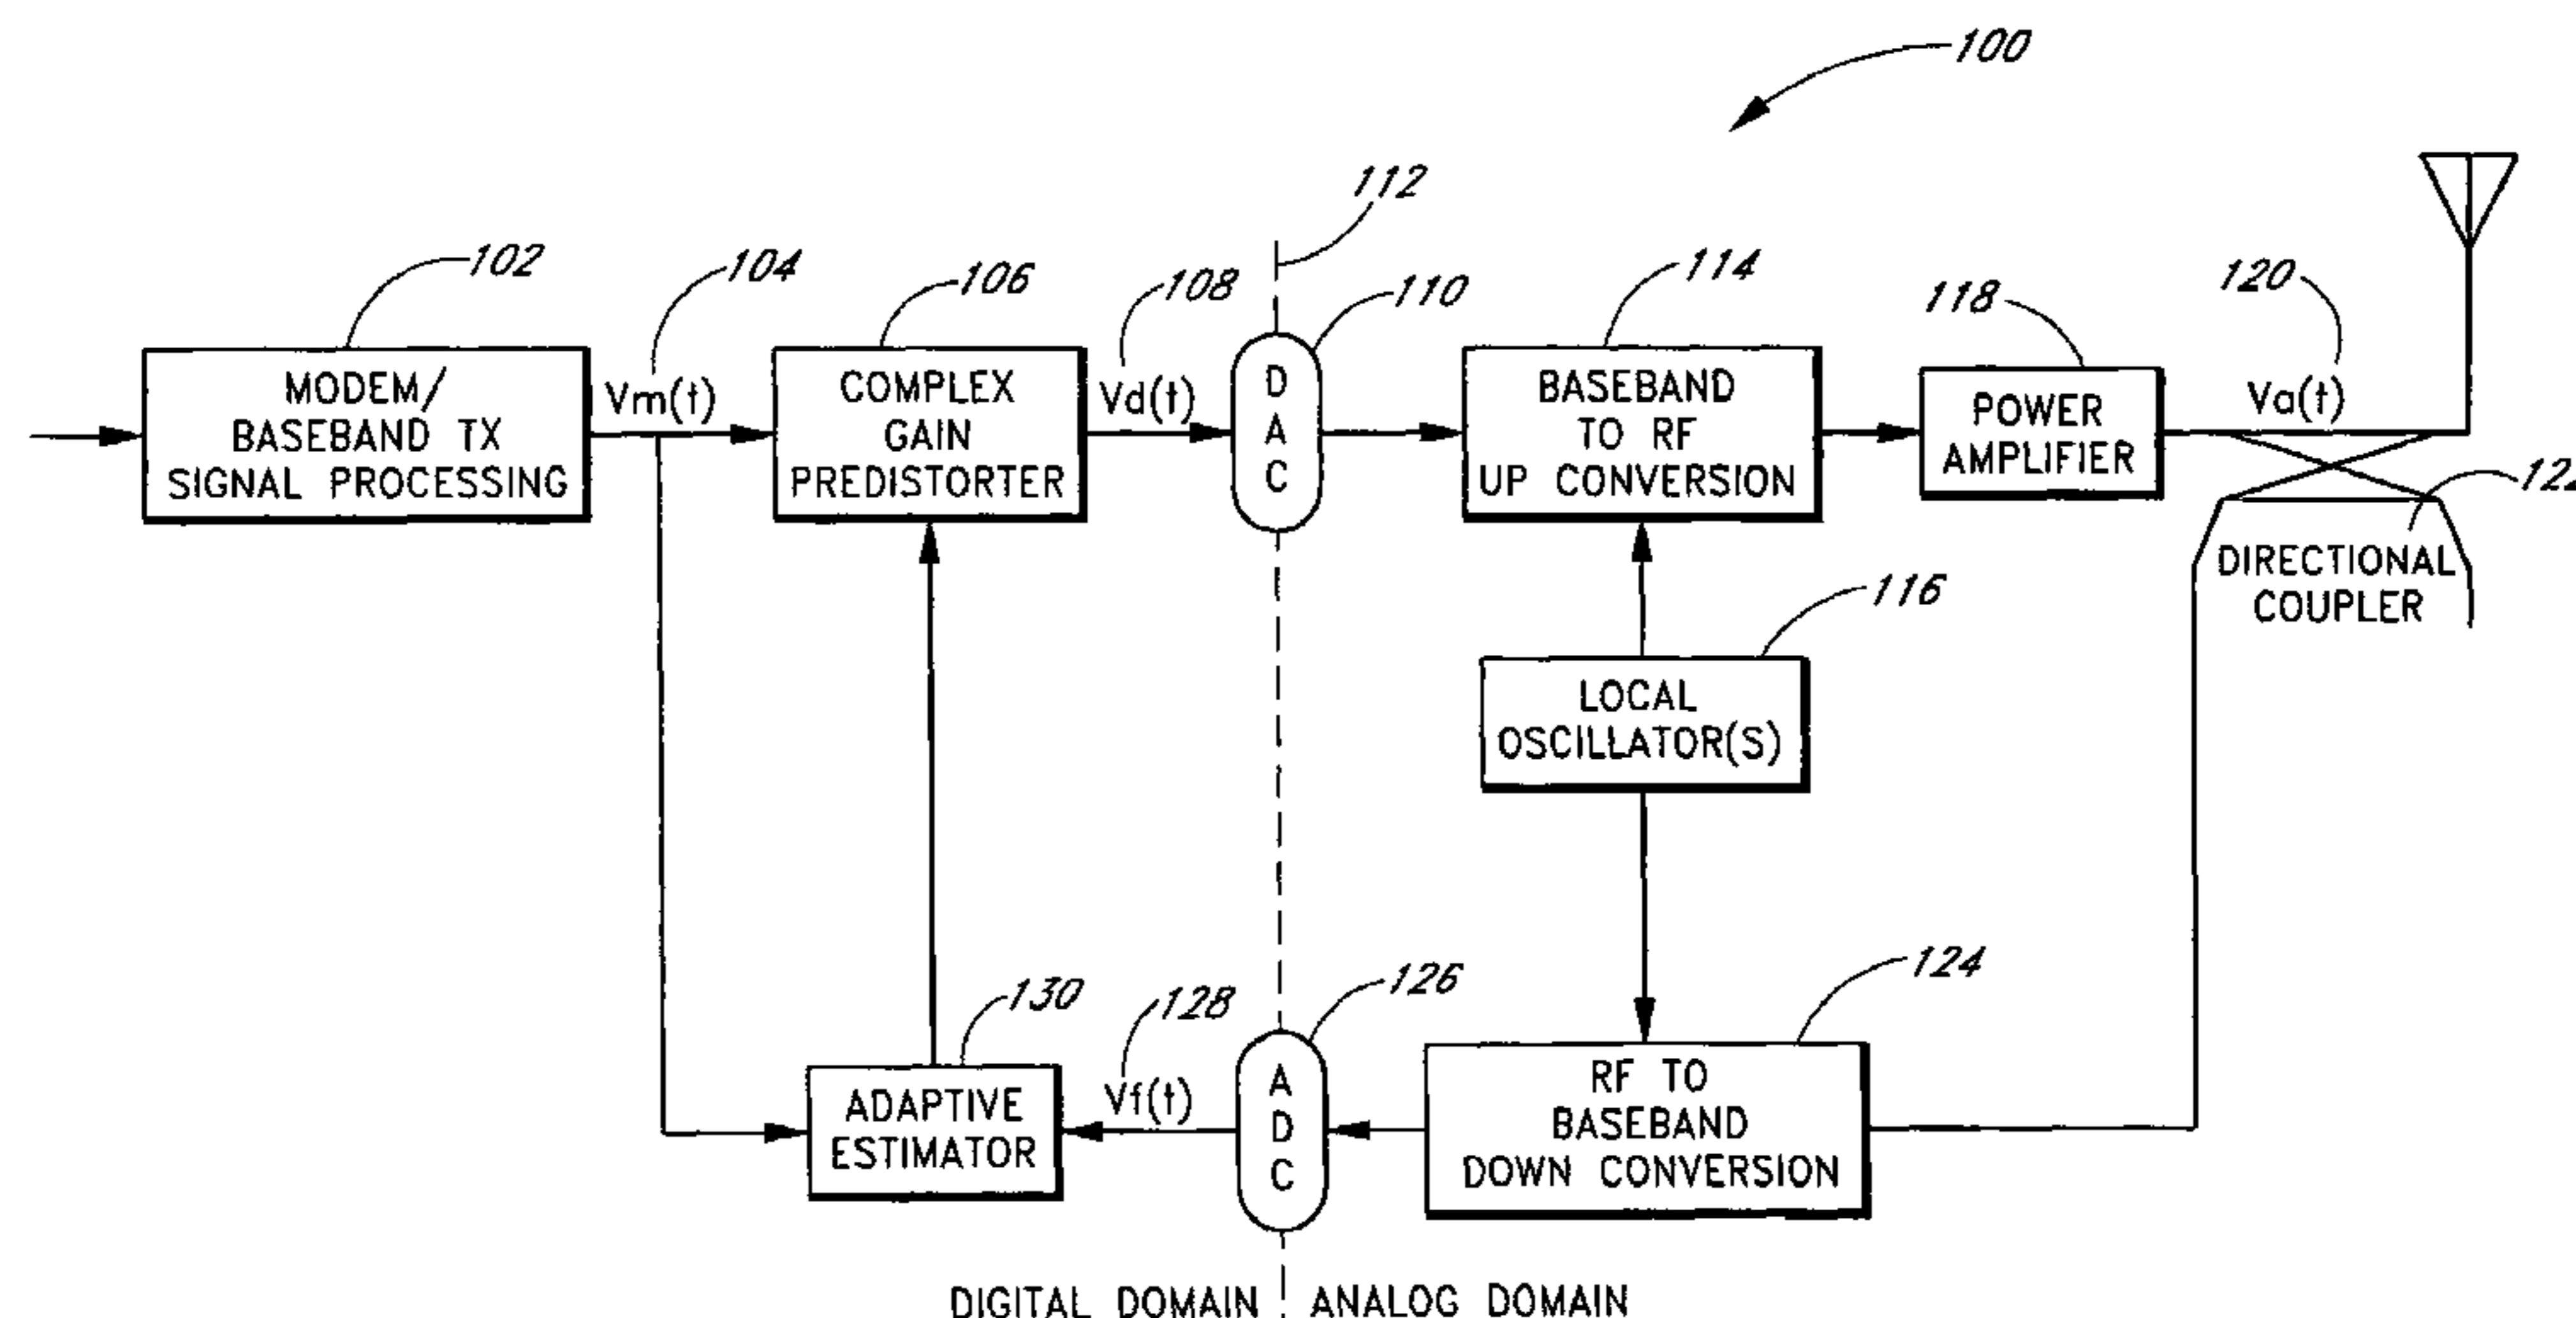 100
112
102
104
106
108
110
114
118
120
MODEM/
BASEBAND TX
SIGNAL PROCESSING
Vm(t)
COMPLEX
GAIN
PREDISTORTER
Vd(t)
D
A
C
BASEBAND
TO RF
UP CONVERSION
POWER
AMPLIFIER
Va(t)
DIRECTIONAL
COUPLER
116
LOCAL
OSCILLATOR(S)
130
128
126
124
ADAPTIVE
ESTIMATOR
Vf(t)
A
D
C
RF TO
BASEBAND
DOWN CONVERSION
DIGITAL DOMAIN
ANALOG DOMAIN